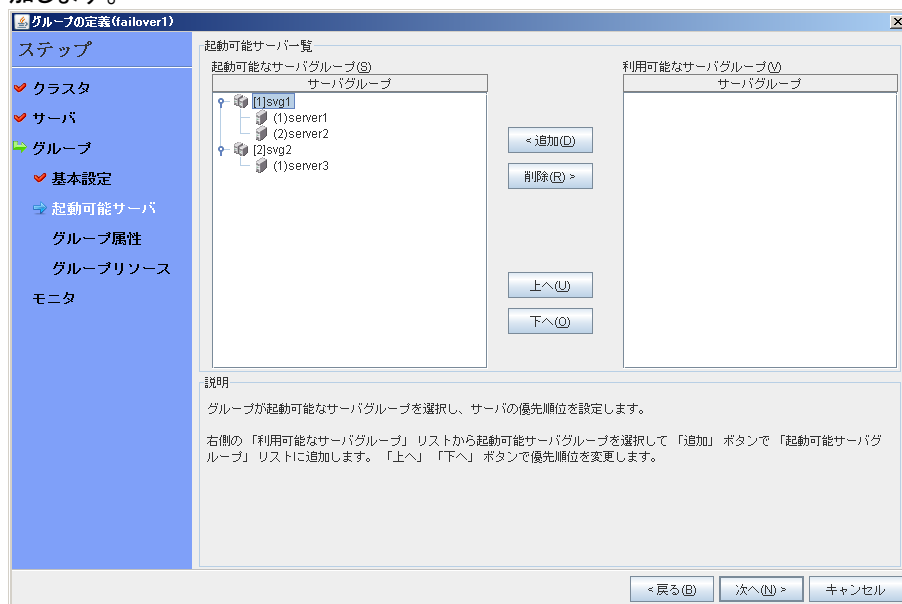 加します。
グループの定義(failover1)
ステップ
クラスタ
サーバ
グループ
基本設定
起動可能サーバ
グループ属性
グループリソース
モニタ
起動可能サーバ一覧
起動可能なサーバグループ(S)
サーバグループ
[1]svg1
(1)server1
(2)server2
[2]svg2
(1)server3
< 追加(D)
削除(R) >
上へ(U)
下へ(O)
利用可能なサーバグループ(V)
サーバグループ
説明
グループが起動可能なサーバグループを選択し、サーバの優先順位を設定します。
右側の 「利用可能なサーバグループ」 リストから起動可能サーバグループを選択して 「追加」 ボタンで 「起動可能サーバグ
ループ」 リストに追加します。 「上へ」 「下へ」 ボタンで優先順位を変更します。
< 戻る(B)
次へ(N) >
キャンセル